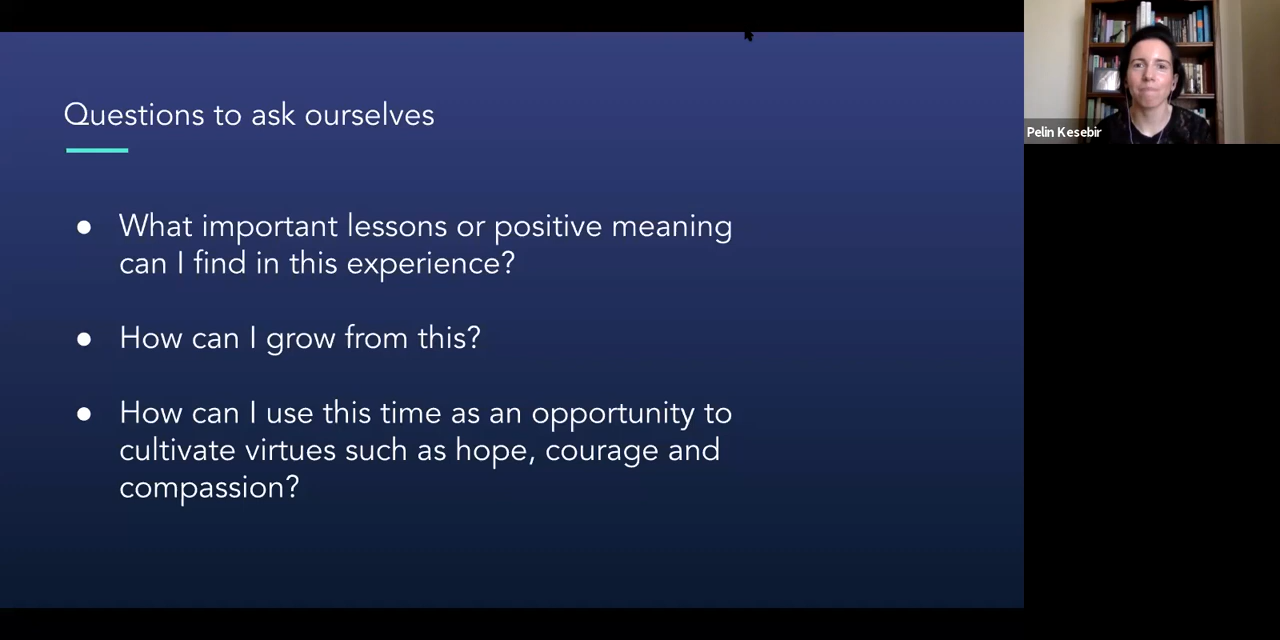 Questions to ask ourselves
● What important lessons or positive meaning
can I find in this experience?
● How can I grow from this?
● How can I use this time as an opportunity to
cultivate virtues such as hope, courage and
compassion?
Pelin Kesebir